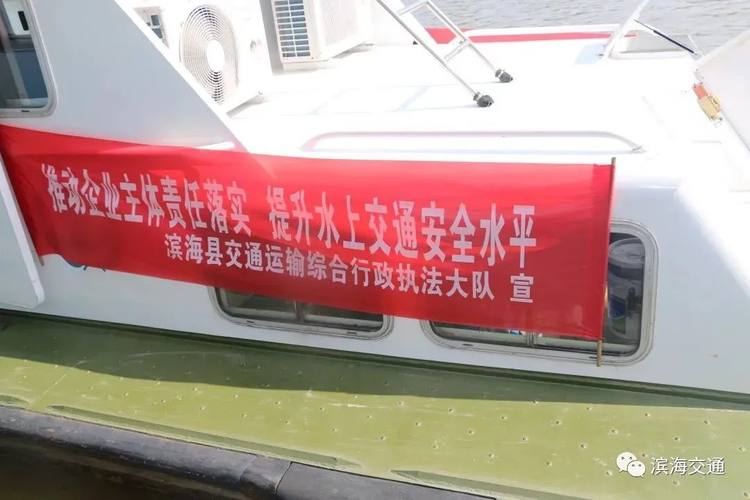 推动企业主体责任落实 提升水上交通安全水平
滨海县交通运输综合行政执法大队 宣
滨海交通